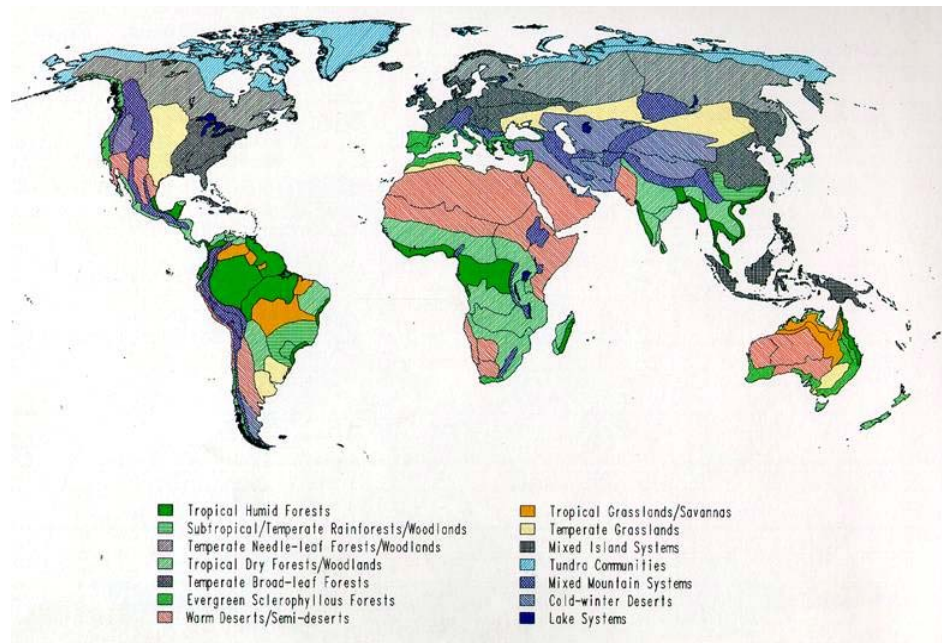 Tropical Humid Forests
Subtropical/Temperate Rainforests/Woodlands
Temperate Needle-leaf Forests/Woodlands
Tropical Dry Forests/Woodlands
Temperate Broad-leaf Forests
Evergreen Sclerophyllous Forests
Warm Deserts/Semi-deserts
Tropical Grasslands/Savannas
Temperate Grasslands
Mixed Island Systems
Tundra Communities
Mixed Mountain Systems
Cold-winter Deserts
Lake Systems